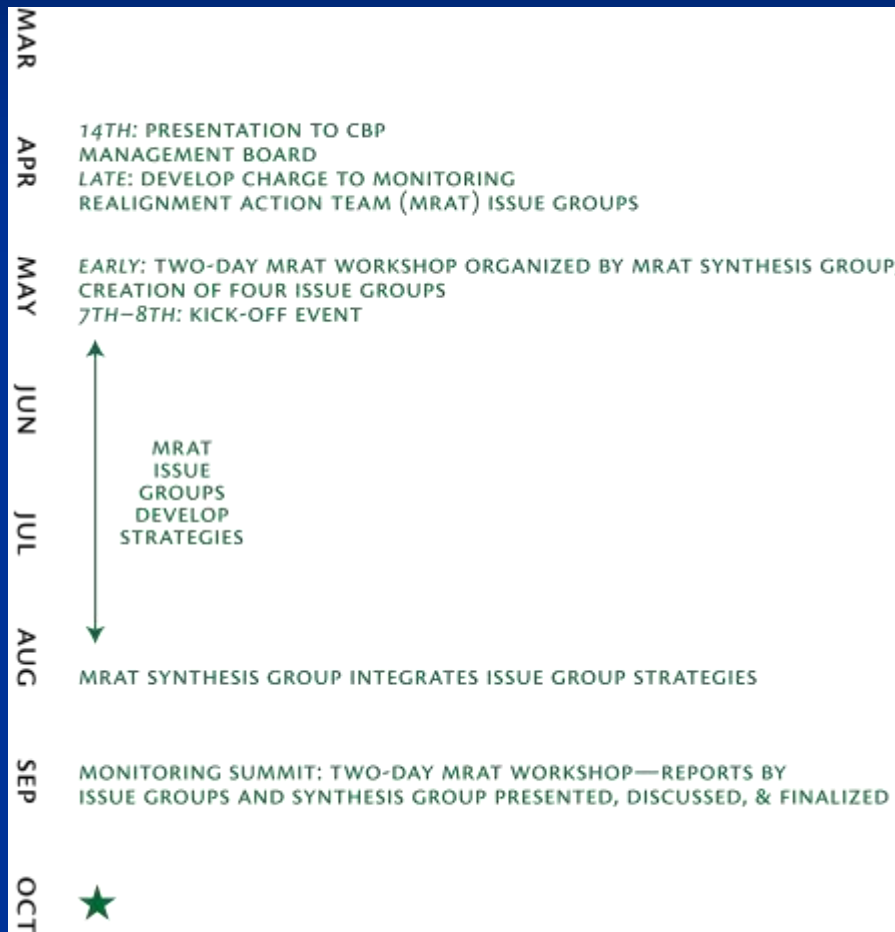 MAR
APR
14TH: PRESENTATION TO CBP
MANAGEMENT BOARD
LATE: DEVELOP CHARGE TO MONITORING
REALIGNMENT ACTION TEAM (MRAT) ISSUE GROUPS
MAY
EARLY: TWO-DAY MRAT WORKSHOP ORGANIZED BY MRAT SYNTHESIS GROUP
CREATION OF FOUR ISSUE GROUPS
7TH–8TH: KICK-OFF EVENT
JUN
MRAT
ISSUE
GROUPS
DEVELOP
STRATEGIES
JUL
AUG
MRAT SYNTHESIS GROUP INTEGRATES ISSUE GROUP STRATEGIES
SEP
MONITORING SUMMIT: TWO-DAY MRAT WORKSHOP—REPORTS BY
ISSUE GROUPS AND SYNTHESIS GROUP PRESENTED, DISCUSSED, & FINALIZED
OCT